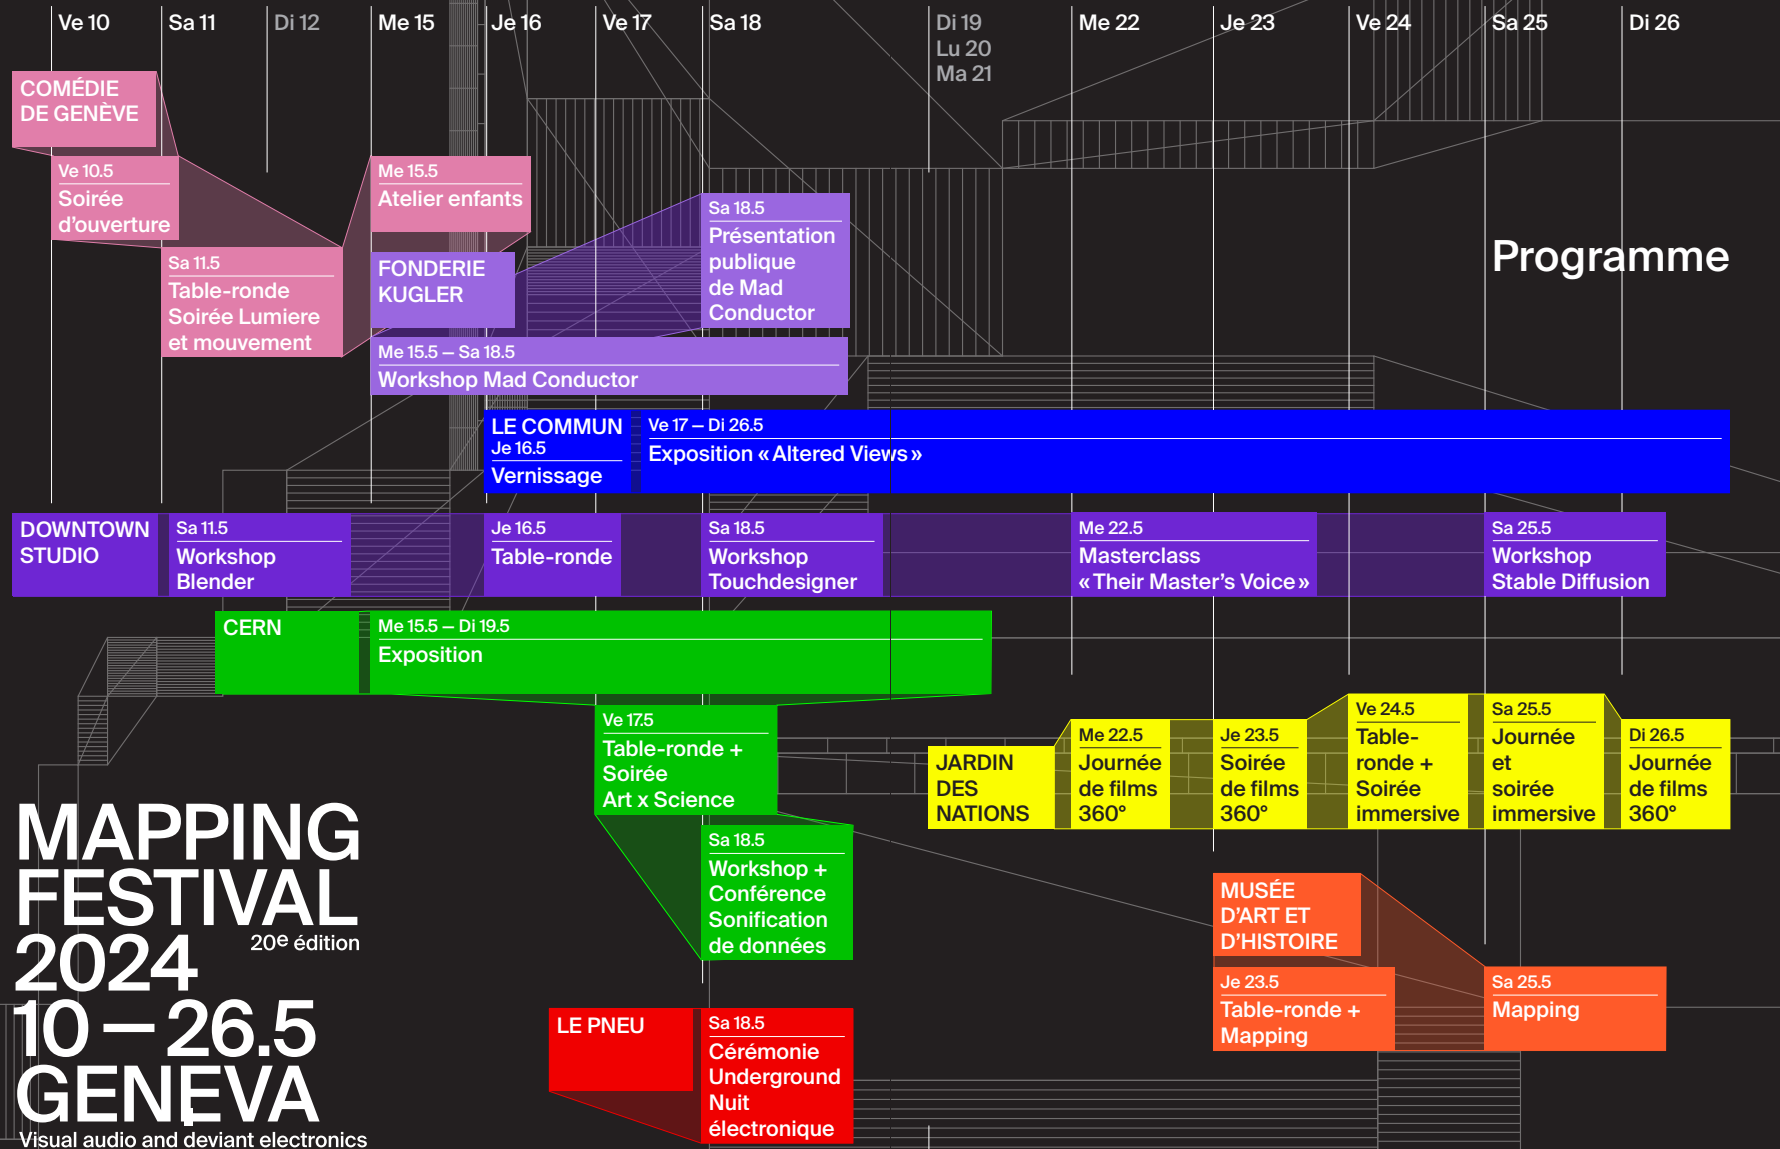 Ve 10
Sa 11
Di 12
Me 15
Je 16
Ve 17
Sa 18
Di 19
Lu 20
Ma 21
Me 22
Je 23
Ve 24
Sa 25
Di 26
Programme
COMÉDIE
DE GENÈVE
Ve 10.5
Soirée
d’ouverture
Sa 11.5
Table-ronde
Soirée Lumiere
et mouvement
Me 15.5
Atelier enfants
FONDERIE
KUGLER
Sa 18.5
Présentation
publique
de Mad
Conductor
Me 15.5 – Sa 18.5
Workshop Mad Conductor
LE COMMUN
Je 16.5
Vernissage
Ve 17 – Di 26.5
Exposition « Altered Views »
DOWNTOWN
STUDIO
Sa 11.5
Workshop
Blender
Je 16.5
Table-ronde
Sa 18.5
Workshop
Touchdesigner
Me 22.5
Masterclass
« Their Master’s Voice »
Sa 25.5
Workshop
Stable Diffusion
CERN
Me 15.5 – Di 19.5
Exposition
Ve 17.5
Table-ronde +
Soirée
Art x Science
Sa 18.5
Workshop +
Conférence
Sonification
de données
JARDIN
DES
NATIONS
Me 22.5
Journée
de films
360°
Je 23.5
Soirée
de films
360°
Ve 24.5
Table-
ronde +
Soirée
immersive
Sa 25.5
Journée
et
soirée
immersive
Di 26.5
Journée
de films
360°
MUSÉE
D’ART ET
D’HISTOIRE
Je 23.5
Table-ronde +
Mapping
Sa 25.5
Mapping
LE PNEU
Sa 18.5
Cérémonie
Underground
Nuit
électronique
MAPPING
FESTIVAL
2024
20e édition
10 – 26.5
GENEVA
Visual audio and deviant electronics